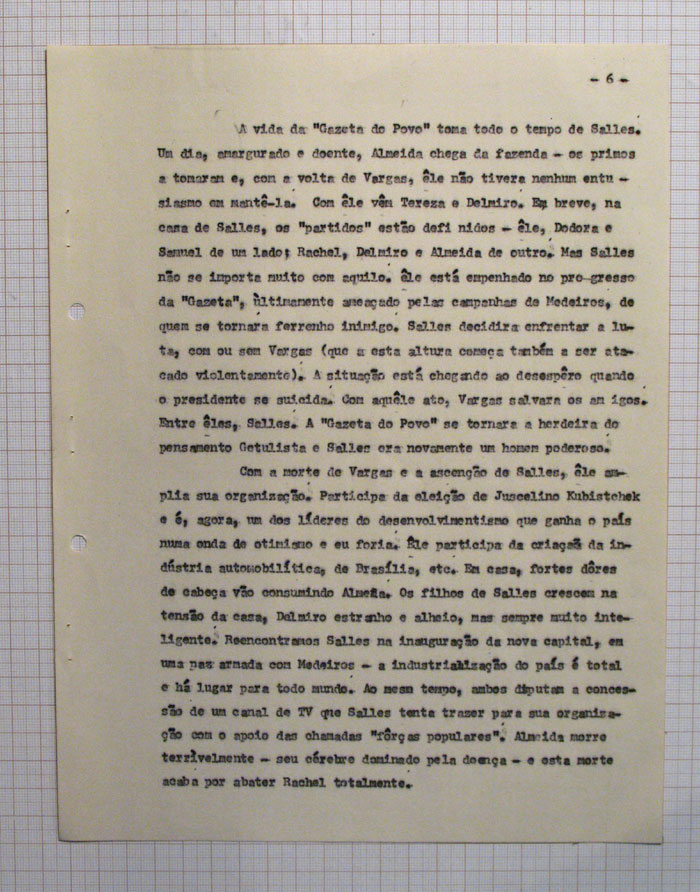 - 6 -
A vida da "Gazeta do Povo" toma todo o tempo de Salles.
Um dia, amargurado e doente, Almeida chega da fazenda - os primos
a tomaram e, com a volta de Vargas, êle não tivera nenhum entu -
siasmo em mantê-la. Com êle vêm Tereza e Delmiro. Em breve, na
casa de Salles, os "partidos" estão defi nidos - êle, Dodora e
Samuel de um lado; Rachel, Delmiro e Almeida de outro. Mas Salles
não se importa muito com aquilo. êle está empenhado no pro-gresso
da "Gazeta", ùltimamente ameaçado pelas campanhas de Medeiros, de
quem se tornara ferrenho inimigo. Salles decidira enfrentar a lu-
ta, com ou sem Vargas (que a esta altura começa também a ser ata-
cado violentamente). A situação está chegando ao desespêro quando
o presidente se suicida. Com aquêle ato, Vargas salvara os am igos.
Entre êles, Salles. A "Gazeta do Povo" se tornara a herdeira do
pensamento Getulista e Salles era novamente um homem poderoso.
Com a morte de Vargas e a ascenção de Salles, êle am-
plia sua organização. Participa da eleição de Juscelino Kubistchek
e é, agora, um dos líderes do desenvolvimentismo que ganha o país
numa onda de otimismo e eu foria. Êle participa da criaçaõ da in-
dústria automobilítica, de Brasília, etc. Em casa, fortes dôres
de cabeça vão consumindo Almeia. Os filhos de Salles crescem na
tensão da casa, Delmiro estranho e alheio, mas sempre muito inte-
ligente. Reencontramos Salles na inauguração da nova capital, em
uma paz armada com Medeiros - a industrialização do país é total
e há lugar para todo mundo. Ao mesm tempo, ambos diputam a conces-
são de um canal de TV que Salles tenta trazer para sua organiza-
ção com o apoio das chamadas "fôrças populares". Almeida morre
terrìvelmente - seu cérebro dominado pela doença - e esta morte
acaba por abater Rachel totalmente.